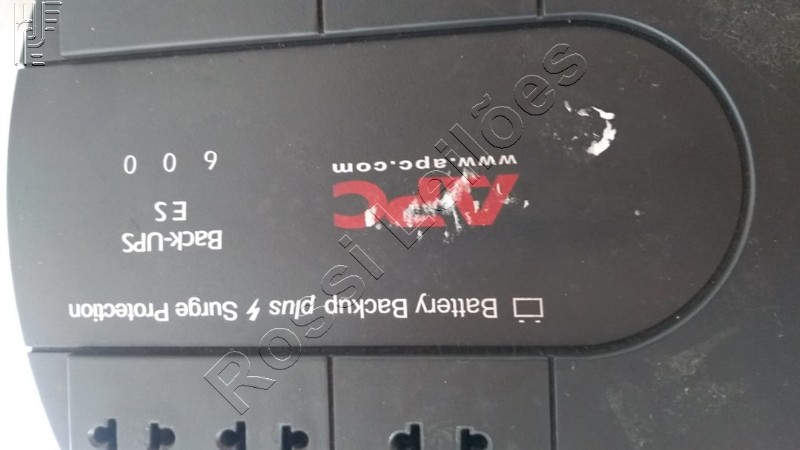 Battery Backup plus Surge Protection
Back-UPS
ES
600
APC
www.apc.com
Rossi Leilões